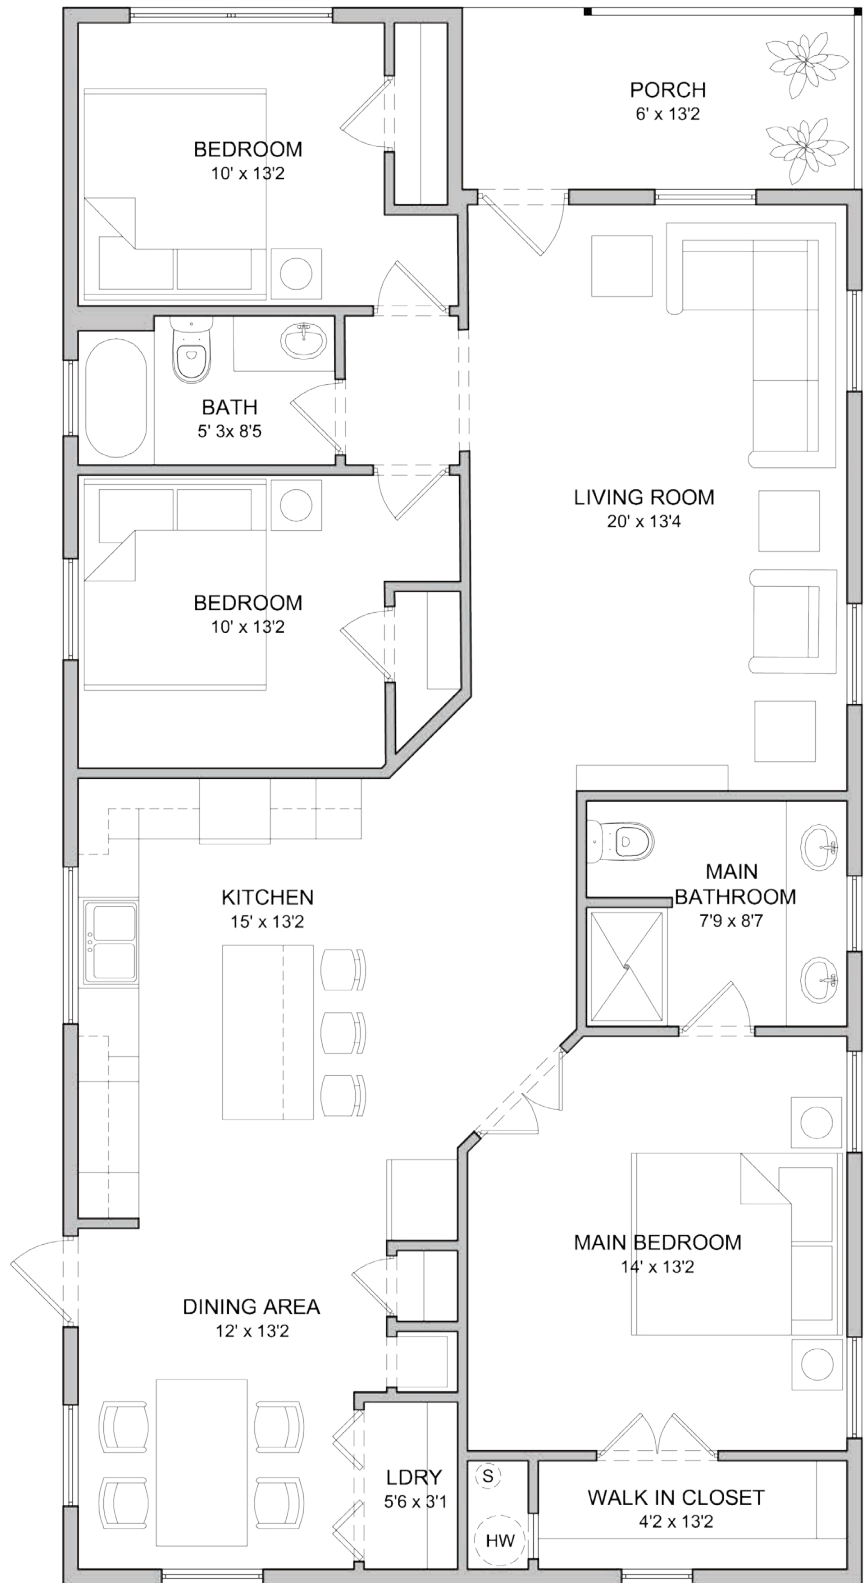 PORCH
6' x 13'2
BEDROOM
10' x 13'2
BATH
5' 3x 8'5
LIVING ROOM
20' x 13'4
BEDROOM
10' x 13'2
KITCHEN
15' x 13'2
MAIN
BATHROOM
7'9 x 8'7
MAIN BEDROOM
14' x 13'2
DINING AREA
12' x 13'2
LDRY
5'6 x 3'1
S
HW
WALK IN CLOSET
4'2 x 13'2